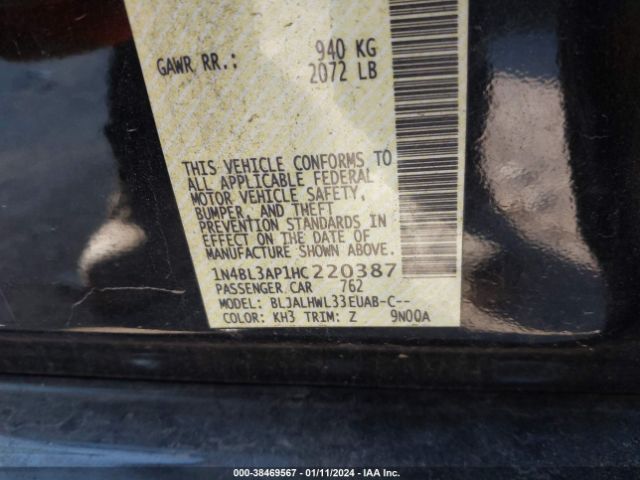 GAWR RR.: 940 KG
2072 LB
THIS VEHICLE CONFORMS TO
ALL APPLICABLE FEDERAL
MOTOR VEHICLE SAFETY,
BUMPER, AND THEFT
PREVENTION STANDARDS IN
EFFECT ON THE DATE OF
MANUFACTURE SHOWN ABOVE.
1N4BL3AP1HC220387
PASSENGER CAR 762
MODEL: BLJALHWL33EUAB-C--
COLOR: KH3 TRIM: Z 9N00A
000-38469567 / 01/11/2024 / IAA Inc.